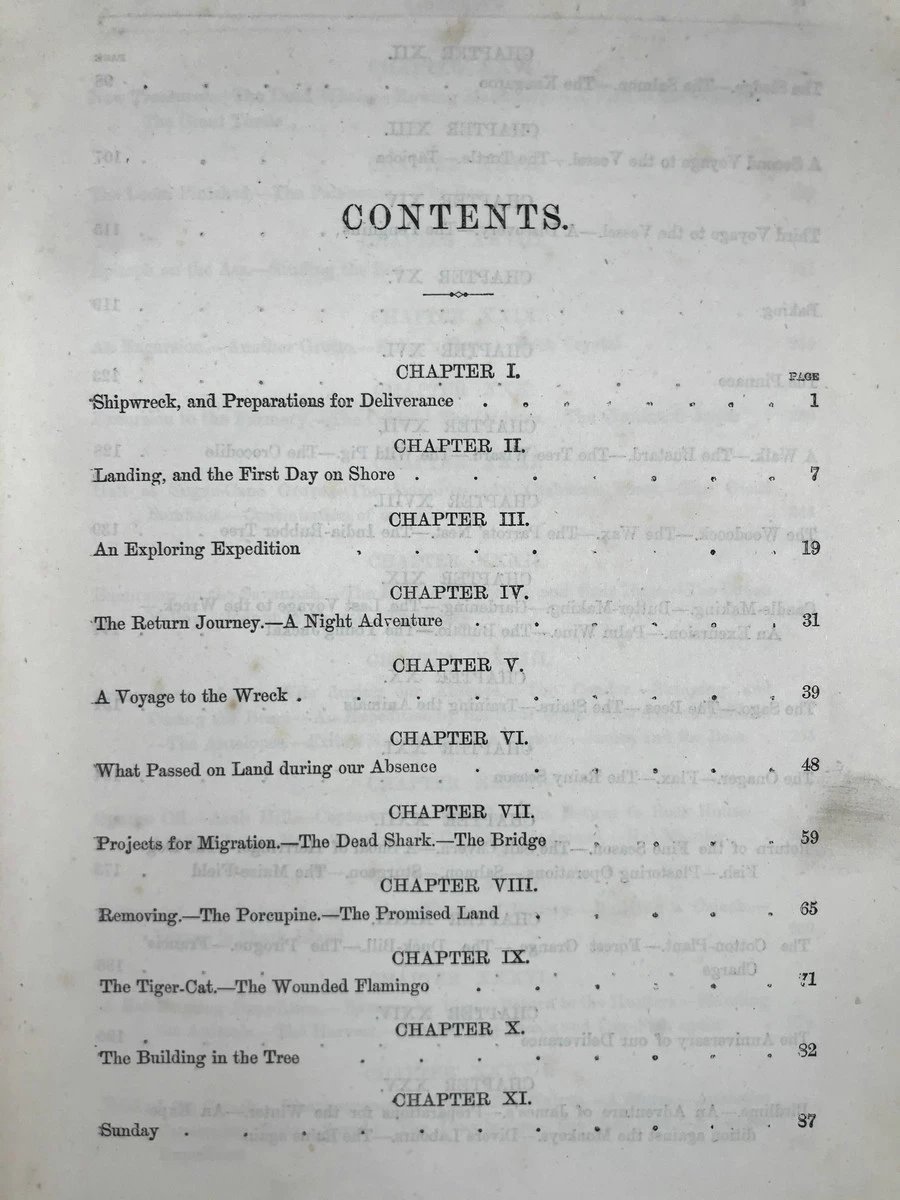 CONTENTS.
CHAPTER I.
PAGE
Shipwreck, and Preparations for Deliverance . . . . . . . . . 1
CHAPTER II.
Landing, and the First Day on Shore . . . . . . . 7
CHAPTER III.
An Exploring Expedition . . . . . . . 19
CHAPTER IV.
The Return Journey.—A Night Adventure . . . . . . 31
CHAPTER V.
A Voyage to the Wreck . . . . . . . . . 39
CHAPTER VI.
What Passed on Land during our Absence . . . . . . 48
CHAPTER VII.
Projects for Migration.—The Dead Shark.—The Bridge . . . . . 59
CHAPTER VIII.
Removing.—The Porcupine.—The Promised Land . . . . . 65
CHAPTER IX.
The Tiger-Cat.—The Wounded Flamingo . . . . . . 71
CHAPTER X.
The Building in the Tree . . . . . . . . 82
CHAPTER XI.
Sunday . . . . . . . . . . . 87